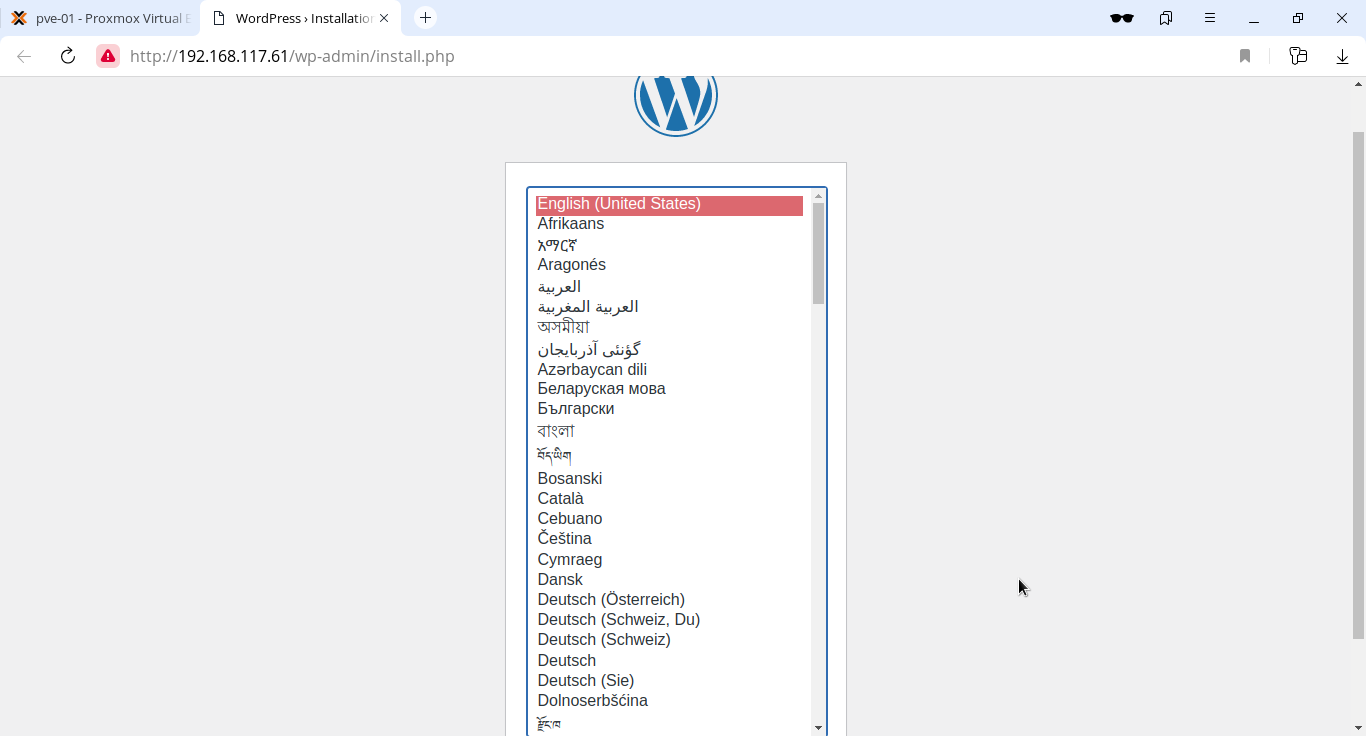 pve-01 - Proxmox Virtual E
WordPress › Installation
http://192.168.117.61/wp-admin/install.php
English (United States)
Afrikaans
አማርኛ
Aragonés
العربية
العربية المغربية
অসমীয়া
گؤنئی آذربایجان
Azərbaycan dili
Беларуская мова
Български
বাংলা
བོད་ཡིག
Bosanski
Català
Cebuano
Čeština
Cymraeg
Dansk
Deutsch (Österreich)
Deutsch (Schweiz, Du)
Deutsch (Schweiz)
Deutsch
Deutsch (Sie)
Dolnoserbšćina
རྫོང་ཁ